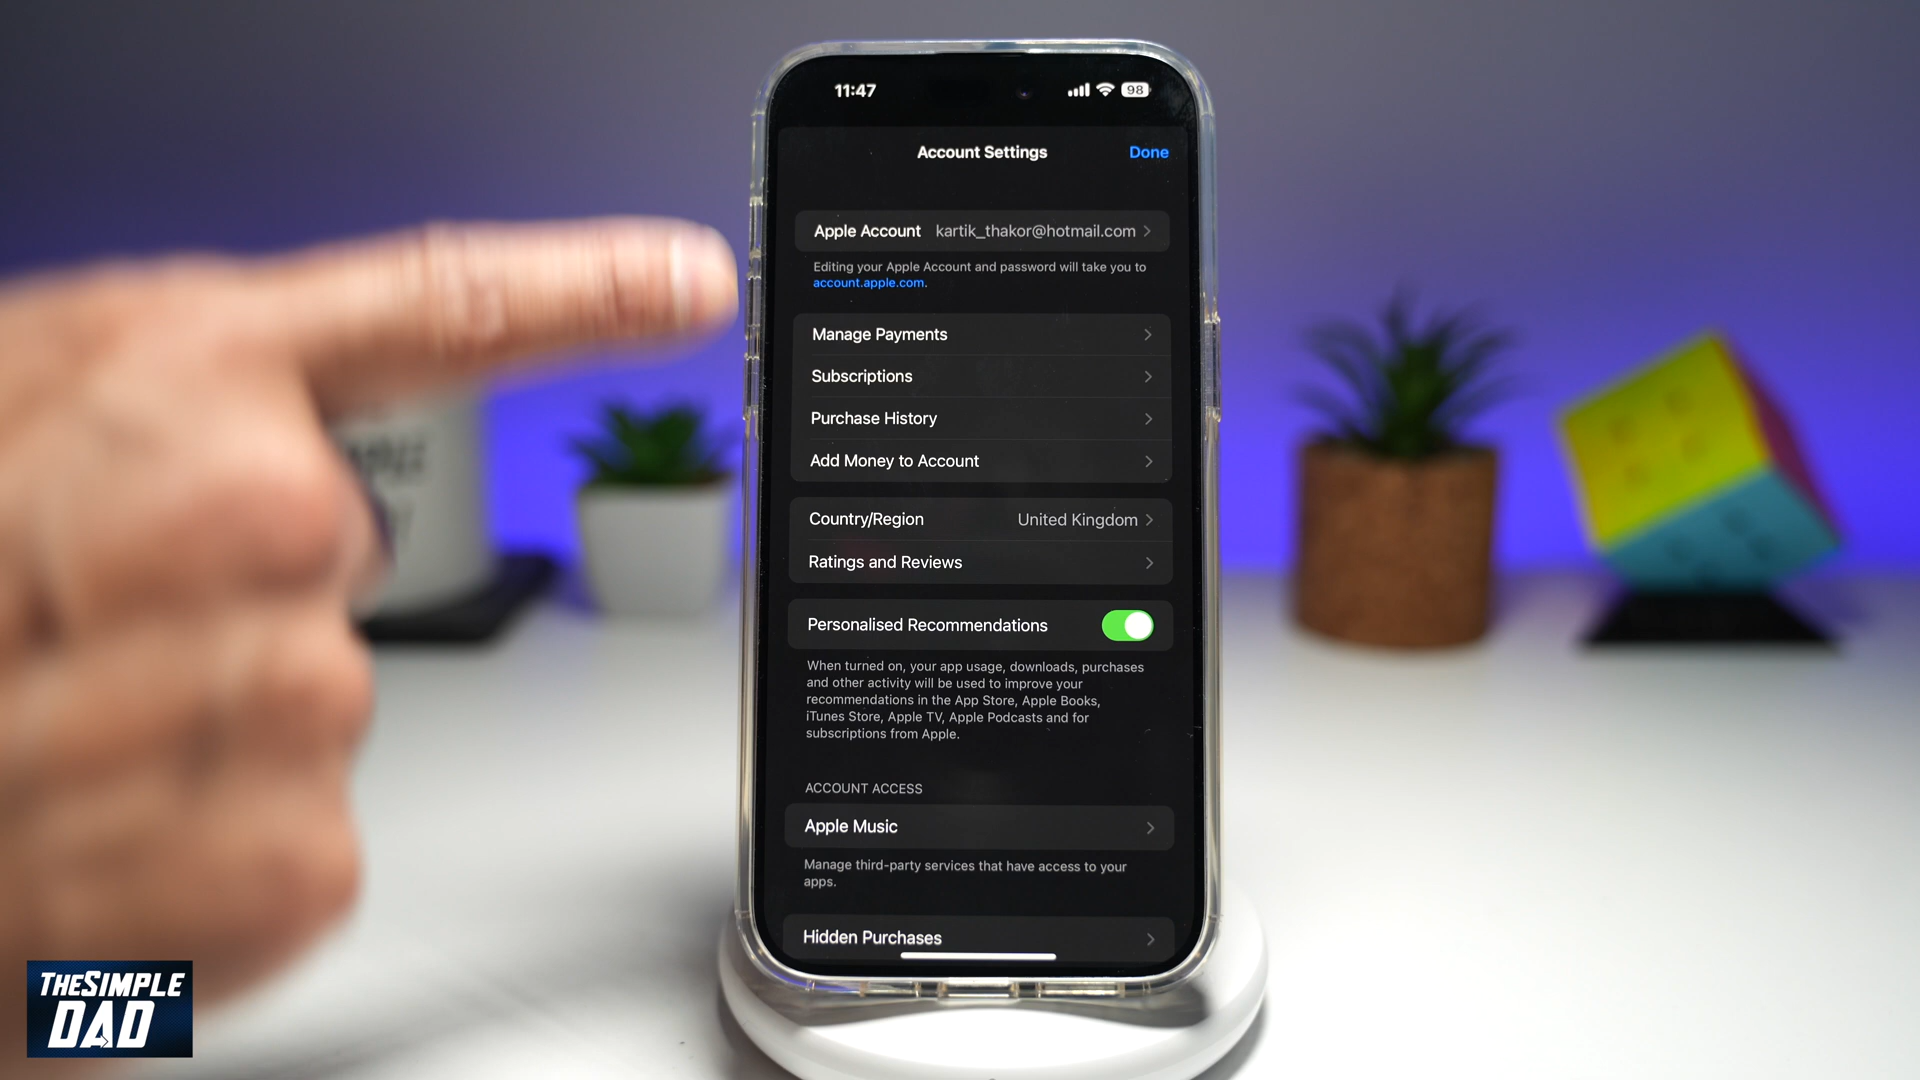 11:47
98
Account Settings
Done
Apple Account kartik_thakor@hotmail.com
Editing your Apple Account and password will take you to
account.apple.com.
Manage Payments
Subscriptions
Purchase History
Add Money to Account
Country/Region United Kingdom
Ratings and Reviews
Personalised Recommendations
When turned on, your app usage, downloads, purchases
and other activity will be used to improve your
recommendations in the App Store, Apple Books,
iTunes Store, Apple TV, Apple Podcasts and for
subscriptions from Apple.
ACCOUNT ACCESS
Apple Music
Manage third-party services that have access to your
apps.
Hidden Purchases
THESIMPLE
DAD